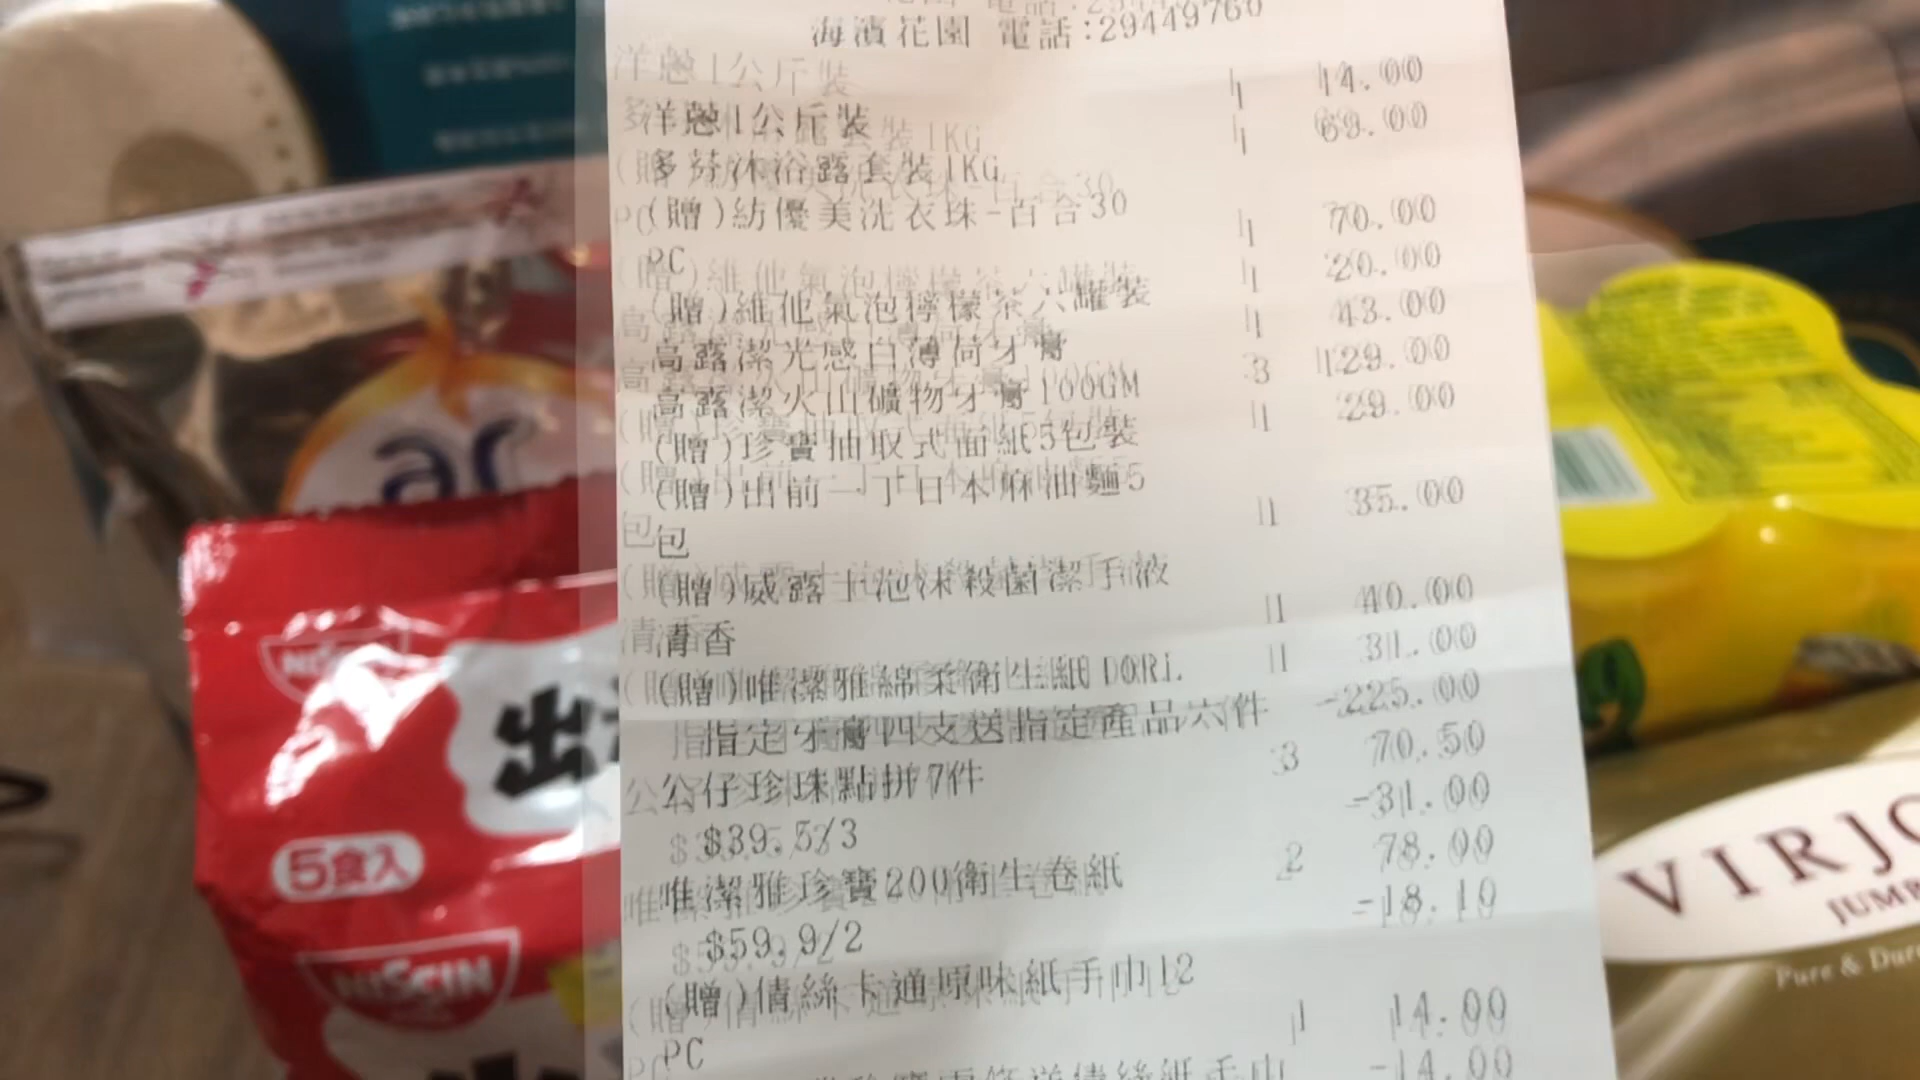 海濱花園 電話:29449760
洋蔥1公斤裝 1 14.00
多芬沐浴露套裝1KG 1 69.00
(贈)紡優美洗衣珠-百合30
PC 1 70.00
(贈)維他氣泡檸檬茶六罐裝 1 20.00
高露潔光感白薄荷牙膏 1 43.00
高露潔火山礦物牙膏100GM 3 129.00
(贈)珍寶抽取式面紙5包裝 1 29.00
(贈)出前一丁日本麻油麵5
包 1 35.00
(贈)威露士泡沫殺菌潔手液
清香 1 40.00
(贈)唯潔雅綿柔衛生紙DORL 1 31.00
指定牙膏四支送指定產品六件 -225.00
公仔珍珠點拼7件 3 70.50
$39.5/3 -31.00
唯潔雅珍寶200衛生卷紙 2 78.00
$59.9/2 -18.10
(贈)倩絲卡通原味紙手巾12
PC 1 14.00
-14.00
NISSIN
5食入
NISSIN
VIRJO
JUMB
Pure & Dura